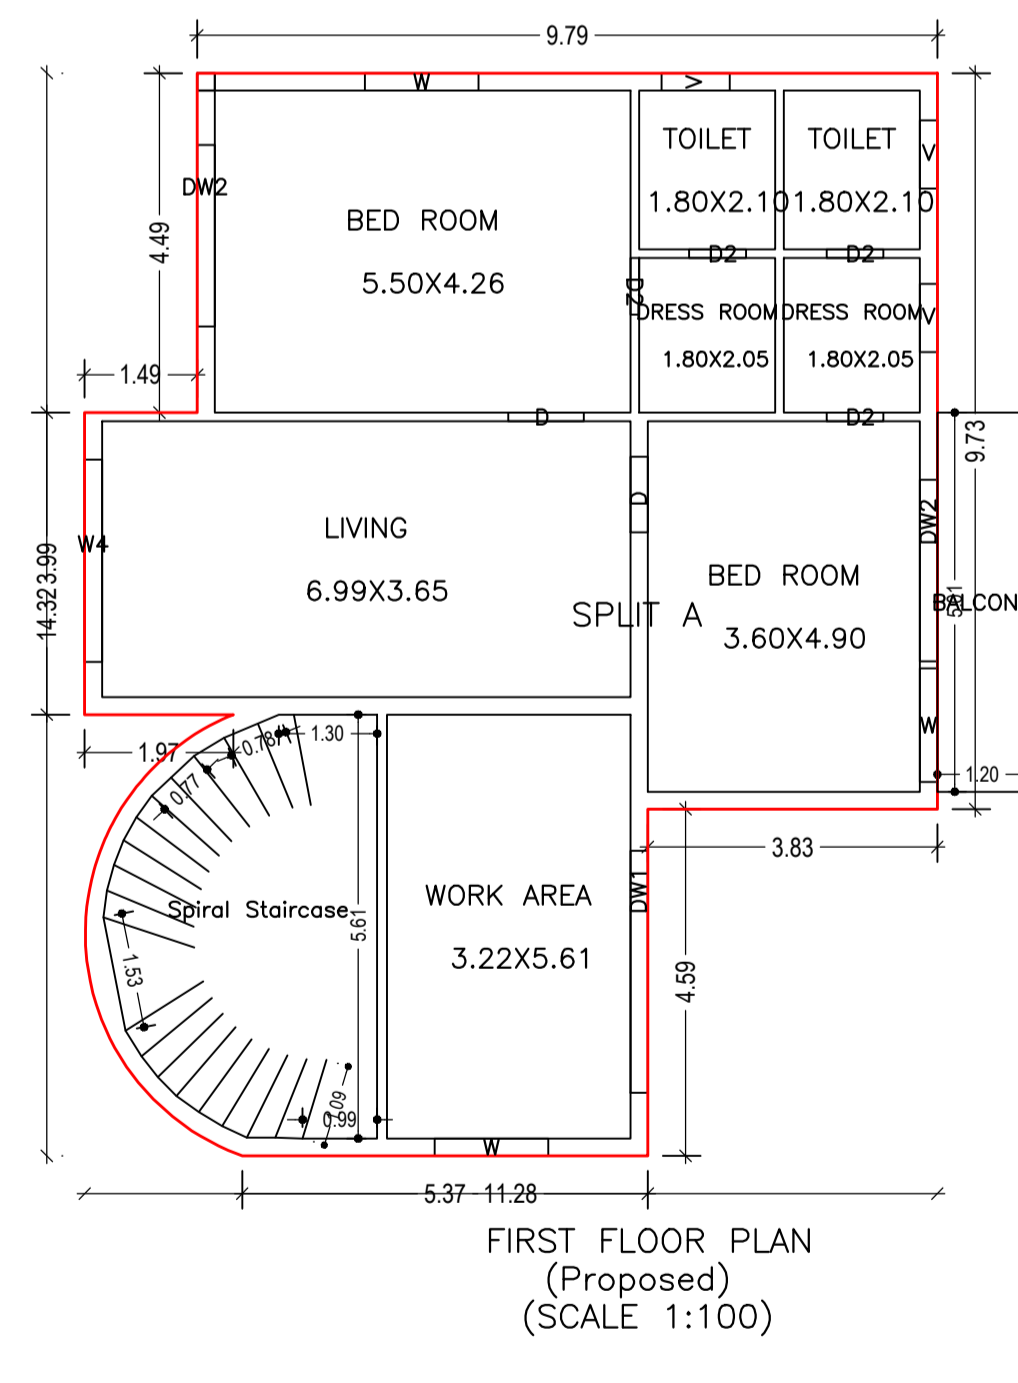 9.79
W
V
TOILET
TOILET
V
1.80X2.10
1.80X2.10
DW2
BED ROOM
5.50X4.26
4.49
D2
D2
D2
DRESS ROOM
DRESS ROOM
V
1.80X2.05
1.80X2.05
1.49
D
D2
9.73
D
DW2
LIVING
6.99X3.65
W4
3.99
14.32
BED ROOM
3.60X4.90
SPLIT A
BALCON
W
1.97
0.78
1.30
0.77
1.20
3.83
WORK AREA
3.22X5.61
DW1
Spiral Staircase
5.61
1.53
4.59
1.09
0.99
W
5.37
11.28
FIRST FLOOR PLAN
(Proposed)
(SCALE 1:100)